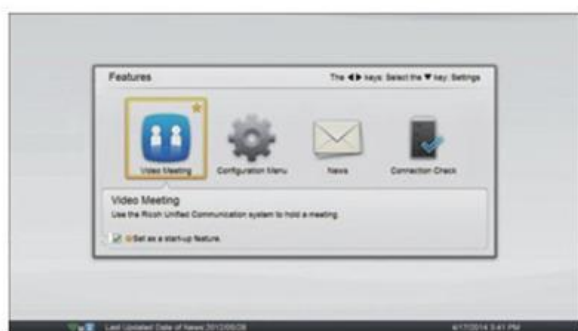 Features
The ◀▶ keys: Select the ▼ key: Settings
Video Meeting
Configuration Menu
News
Connection Check
Video Meeting
Use the Ricoh Unified Communication system to hold a meeting.
Set as a start-up feature.
Last Updated Date of News:2012/09/28
4/17/2014 3:41 PM